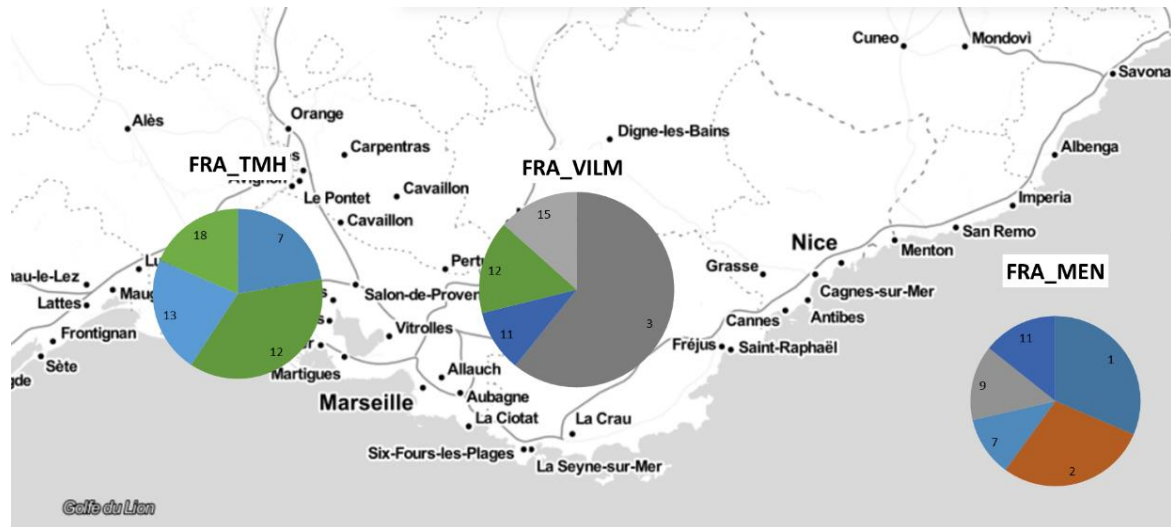 Cuneo
Mondovì
Savona
Alès
Orange
Digne-les-Bains
Carpentras
FRA_TMH
FRA_VILM
Albenga
Le Pontet
Cavaillon
Cavaillon
Imperia
San Remo
Menton
Nice
Grasse
FRA_MEN
Lattes
Salon-de-Proven
Cagnes-sur-Mer
Antibes
Cannes
Frontignan
Vitrolles
Fréjus
Saint-Raphaël
Sète
Martigues
Allauch
Marseille
Aubagne
La Ciotat
La Crau
Six-Fours-les-Plages
La Seyne-sur-Mer
Golfe du Lion
18
7
13
12
15
12
11
3
11
1
9
7
2